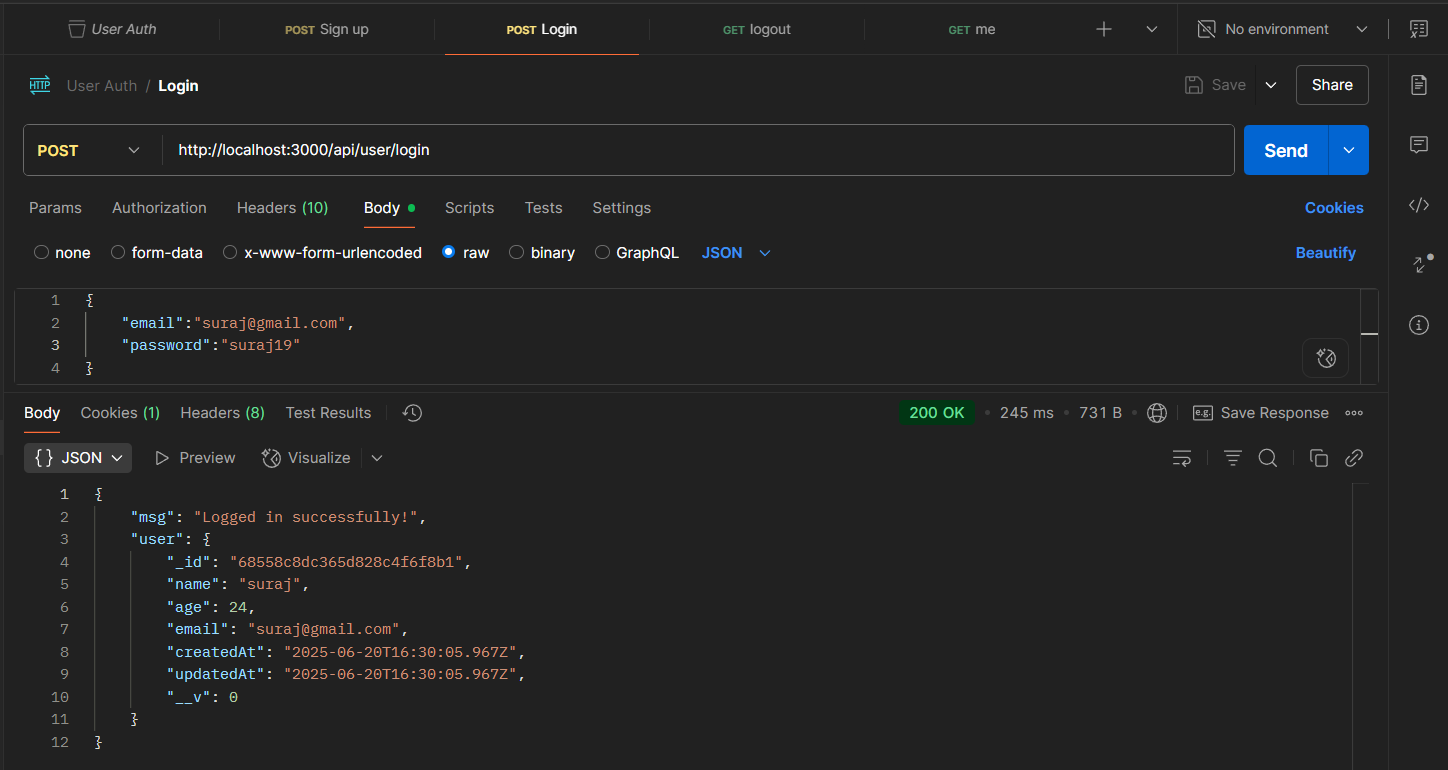 User Auth POST Sign up POST Login GET logout GET me No environment
HTTP User Auth / Login Save Share
POST http://localhost:3000/api/user/login Send
Params Authorization Headers (10) Body Scripts Tests Settings Cookies
none form-data x-www-form-urlencoded raw binary GraphQL JSON Beautify
1 {
2 "email":"suraj@gmail.com",
3 "password":"suraj19"
4 }
Body Cookies (1) Headers (8) Test Results 200 OK • 245 ms • 731 B • e.g. Save Response
{} JSON Preview Visualize
1 {
2 "msg": "Logged in successfully!",
3 "user": {
4 "_id": "68558c8dc365d828c4f6f8b1",
5 "name": "suraj",
6 "age": 24,
7 "email": "suraj@gmail.com",
8 "createdAt": "2025-06-20T16:30:05.967Z",
9 "updatedAt": "2025-06-20T16:30:05.967Z",
10 "__v": 0
11 }
12 }